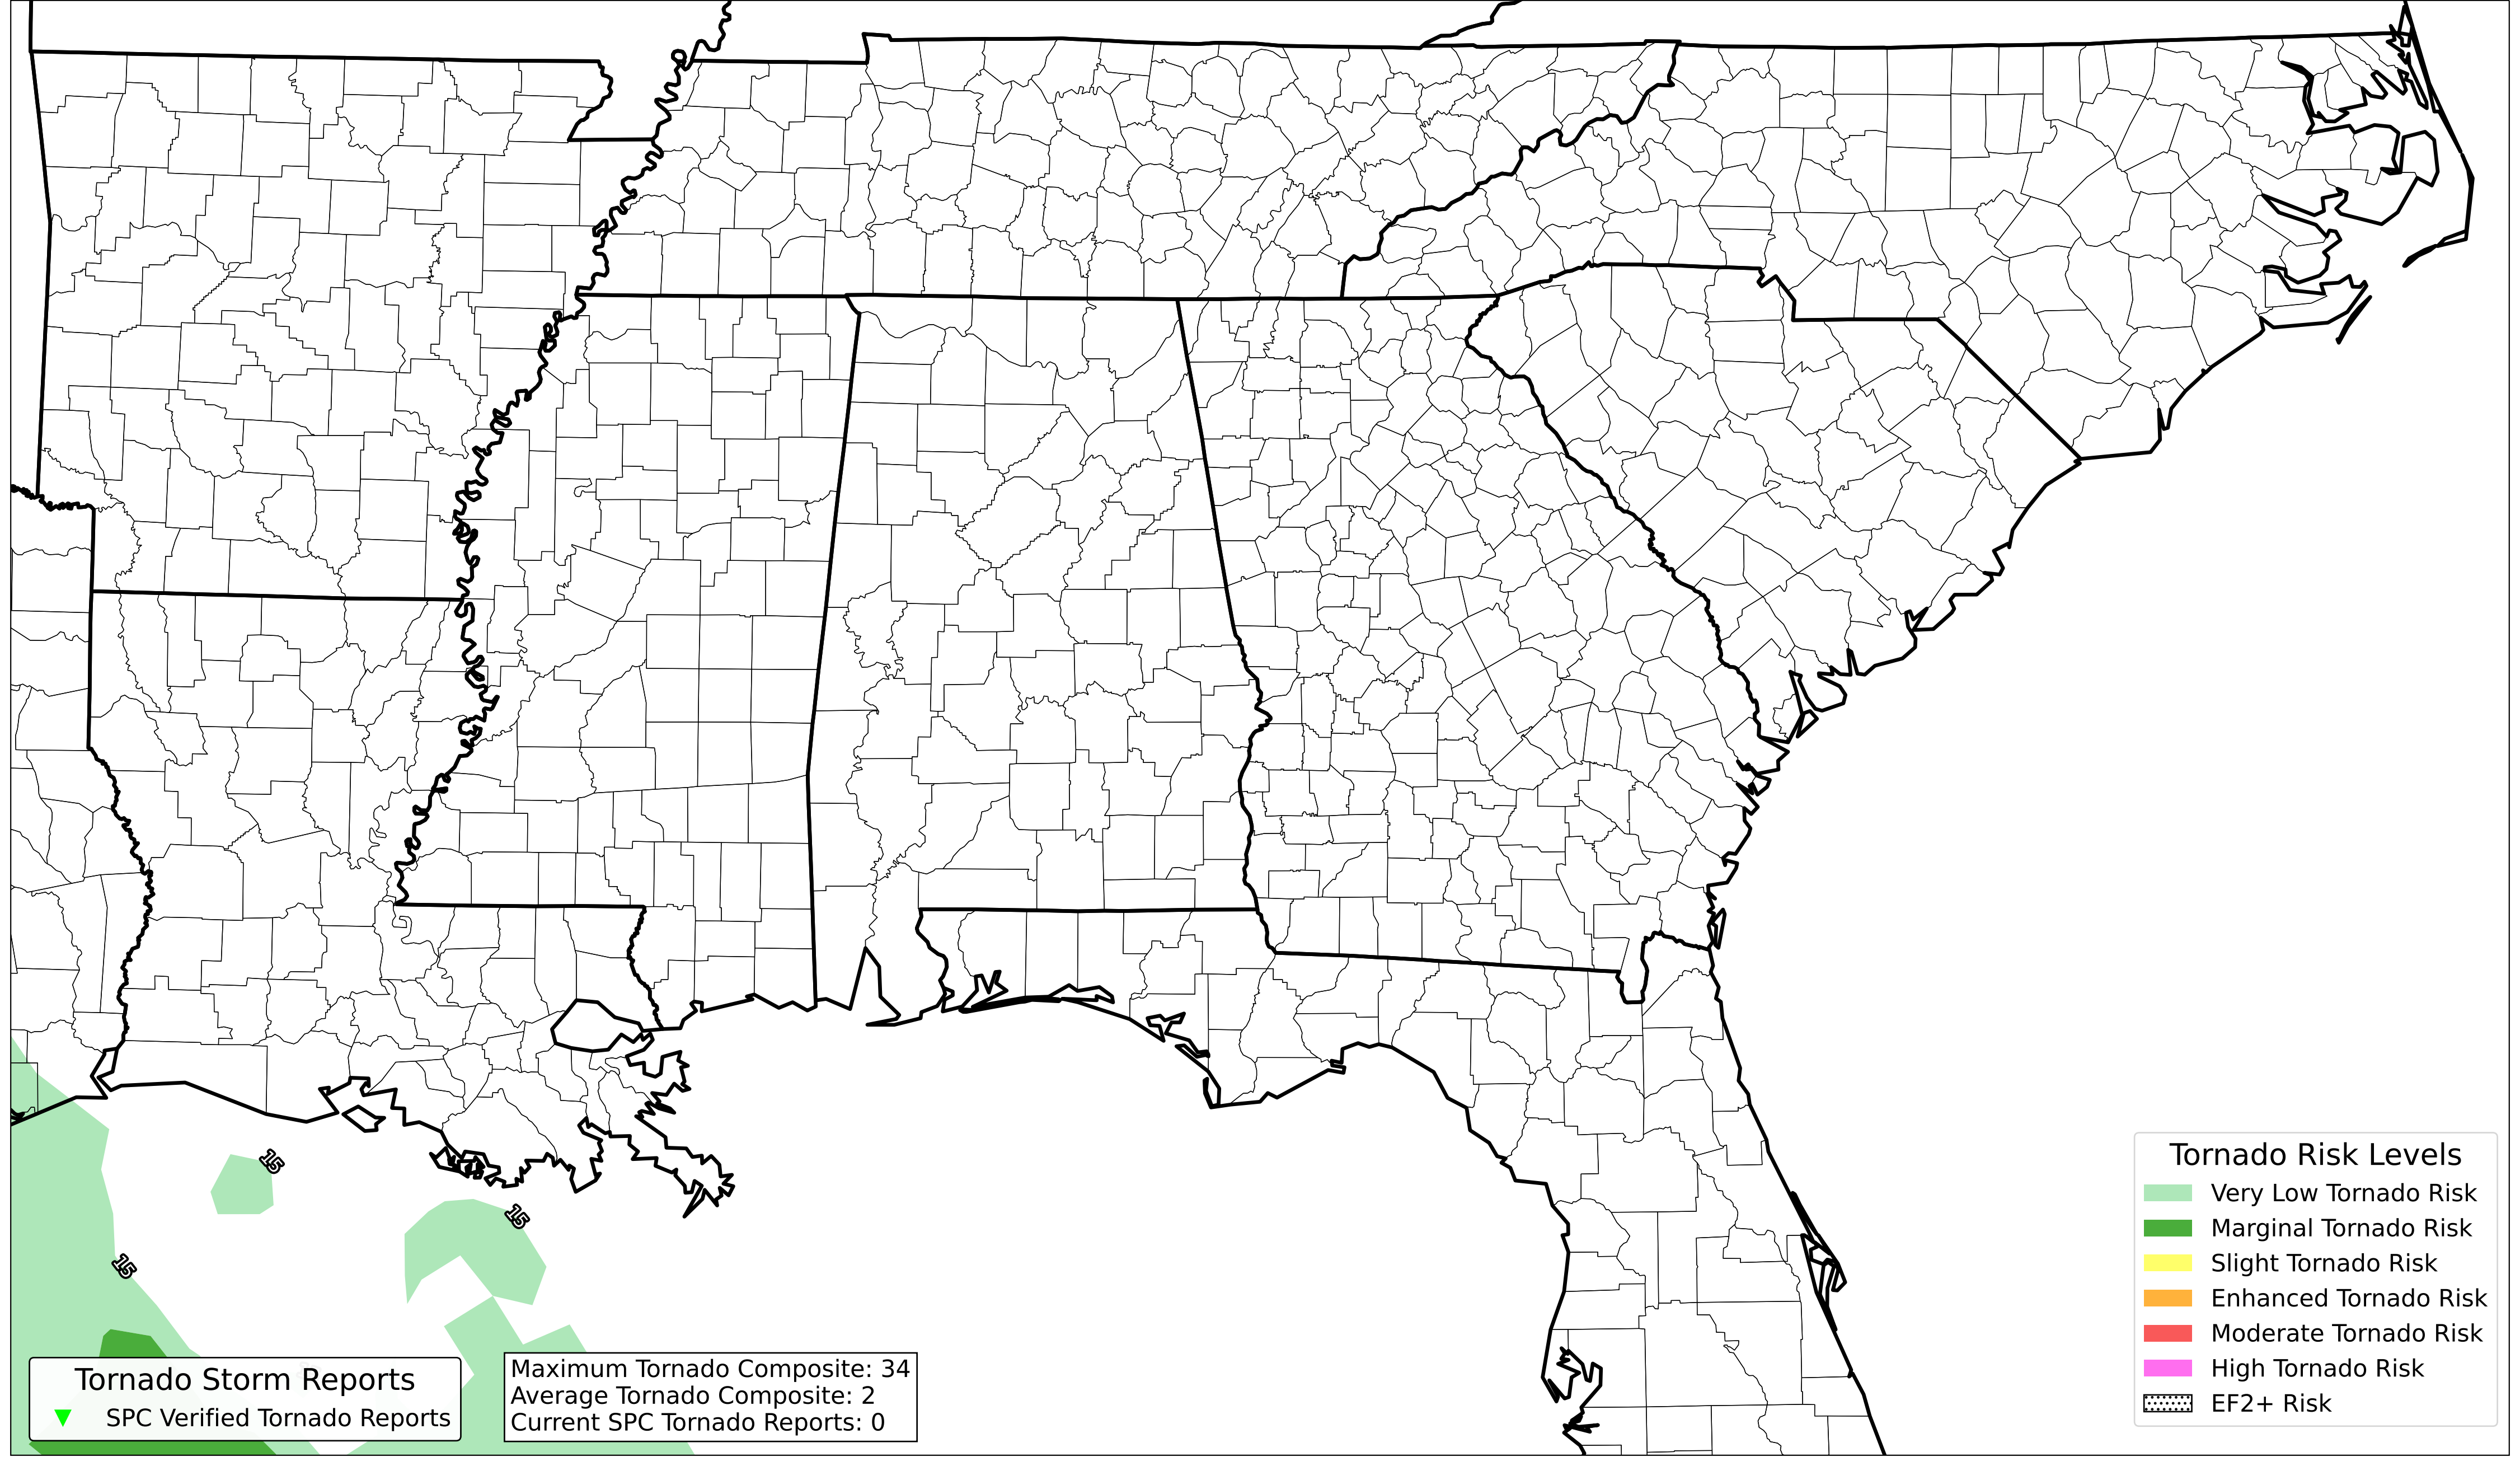 15
15
15
Tornado Storm Reports
SPC Verified Tornado Reports
Maximum Tornado Composite: 34
Average Tornado Composite: 2
Current SPC Tornado Reports: 0
Tornado Risk Levels
Very Low Tornado Risk
Marginal Tornado Risk
Slight Tornado Risk
Enhanced Tornado Risk
Moderate Tornado Risk
High Tornado Risk
EF2+ Risk